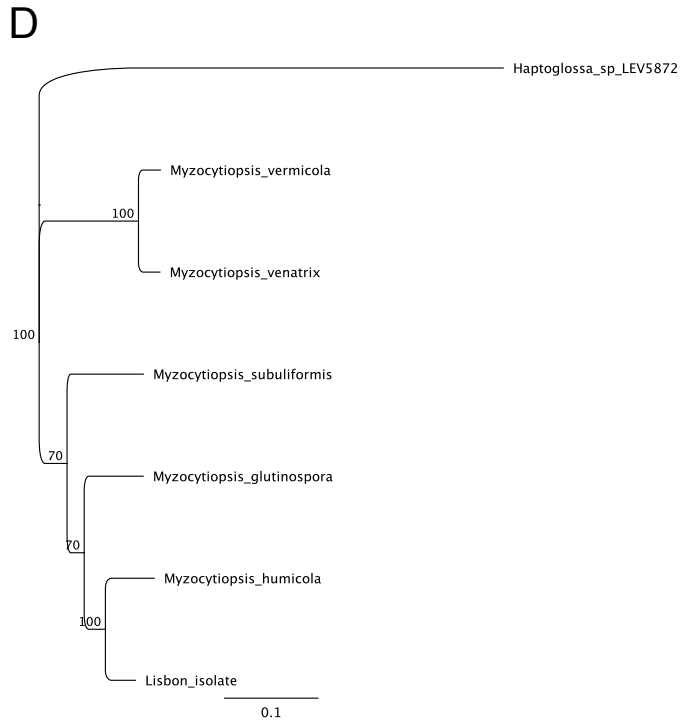 D
Haptoglossa_sp_LEV5872
Myzocytiopsis_vermicola
100
Myzocytiopsis_venatrix
100
Myzocytiopsis_subuliformis
70
Myzocytiopsis_glutinospora
70
Myzocytiopsis_humicola
100
Lisbon_isolate
0.1